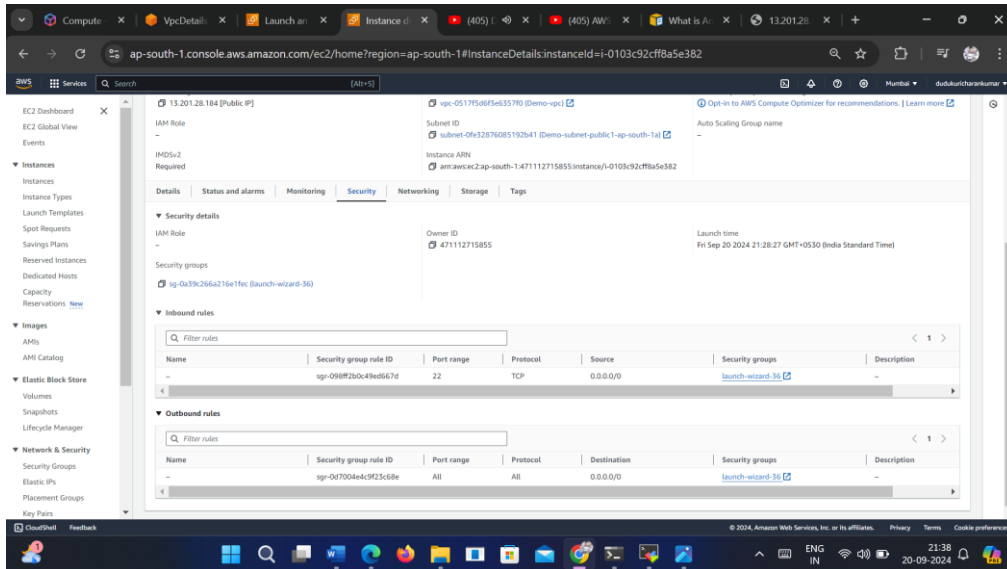 Compute
VpcDetails
Launch an
Instance d
(405)
(405) AWS
What is A
13.201.28.
ap-south-1.console.aws.amazon.com/ec2/home?region=ap-south-1#InstanceDetails:instanceId=i-0103c92cff8a5e382
aws Services Search [Alt+S] Mumbai dudukuricharankumar
EC2 Dashboard
EC2 Global View
Events
Instances
Instances
Instance Types
Launch Templates
Spot Requests
Savings Plans
Reserved Instances
Dedicated Hosts
Capacity
Reservations New
Images
AMIs
AMI Catalog
Elastic Block Store
Volumes
Snapshots
Lifecycle Manager
Network & Security
Security Groups
Elastic IPs
Placement Groups
Key Pairs
13.201.28.184 [Public IP]
vpc-0517f5d6f3e6357f0 (Demo-vpc)
Opt-in to AWS Compute Optimizer for recommendations. | Learn more
IAM Role
–
Subnet ID
subnet-0fe32876085192b41 (Demo-subnet-public1-ap-south-1a)
Auto Scaling Group name
–
IMDSv2
Required
Instance ARN
arn:aws:ec2:ap-south-1:471112715855:instance/i-0103c92cff8a5e382
Details Status and alarms Monitoring Security Networking Storage Tags
Security details
IAM Role
–
Owner ID
471112715855
Launch time
Fri Sep 20 2024 21:28:27 GMT+0530 (India Standard Time)
Security groups
sg-0a39c266a216e1fec (launch-wizard-36)
Inbound rules
Filter rules
1
Name Security group rule ID Port range Protocol Source Security groups Description
– sgr-098ff2b0c49ed667d 22 TCP 0.0.0.0/0 launch-wizard-36 –
Outbound rules
Filter rules
1
Name Security group rule ID Port range Protocol Destination Security groups Description
– sgr-0d7004e4c9f23c68e All All 0.0.0.0/0 launch-wizard-36 –
CloudShell Feedback © 2024, Amazon Web Services, Inc. or its affiliates. Privacy Terms Cookie preferences
ENG
IN
21:38
20-09-2024